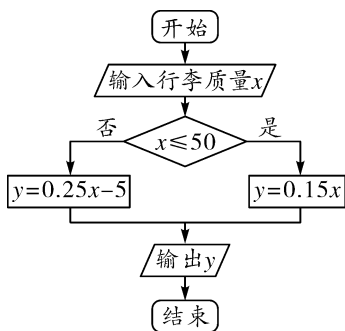 开始
输入行李质量x
否
是
x≤50
y=0.25x-5
y=0.15x
输出y
结束